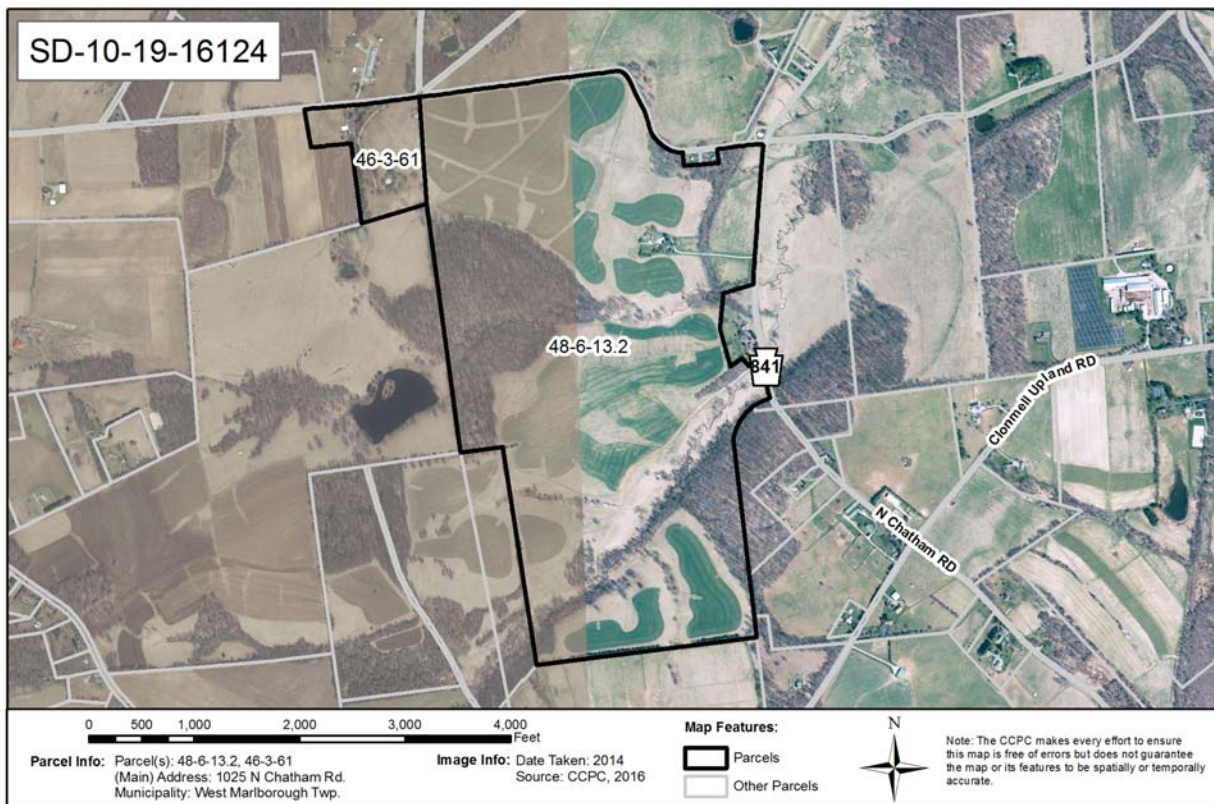 SD-10-19-16124
46-3-61
48-6-13.2
841
Clonmell Upland RD
N Chatham RD
0 500 1,000 2,000 3,000 4,000
Feet
Parcel Info: Parcel(s): 48-6-13.2, 46-3-61
(Main) Address: 1025 N Chatham Rd.
Municipality: West Marlborough Twp.
Image Info: Date Taken: 2014
Source: CCPC, 2016
Map Features:
Parcels
Other Parcels
N
Note: The CCPC makes every effort to ensure
this map is free of errors but does not guarantee
the map or its features to be spatially or temporally
accurate.